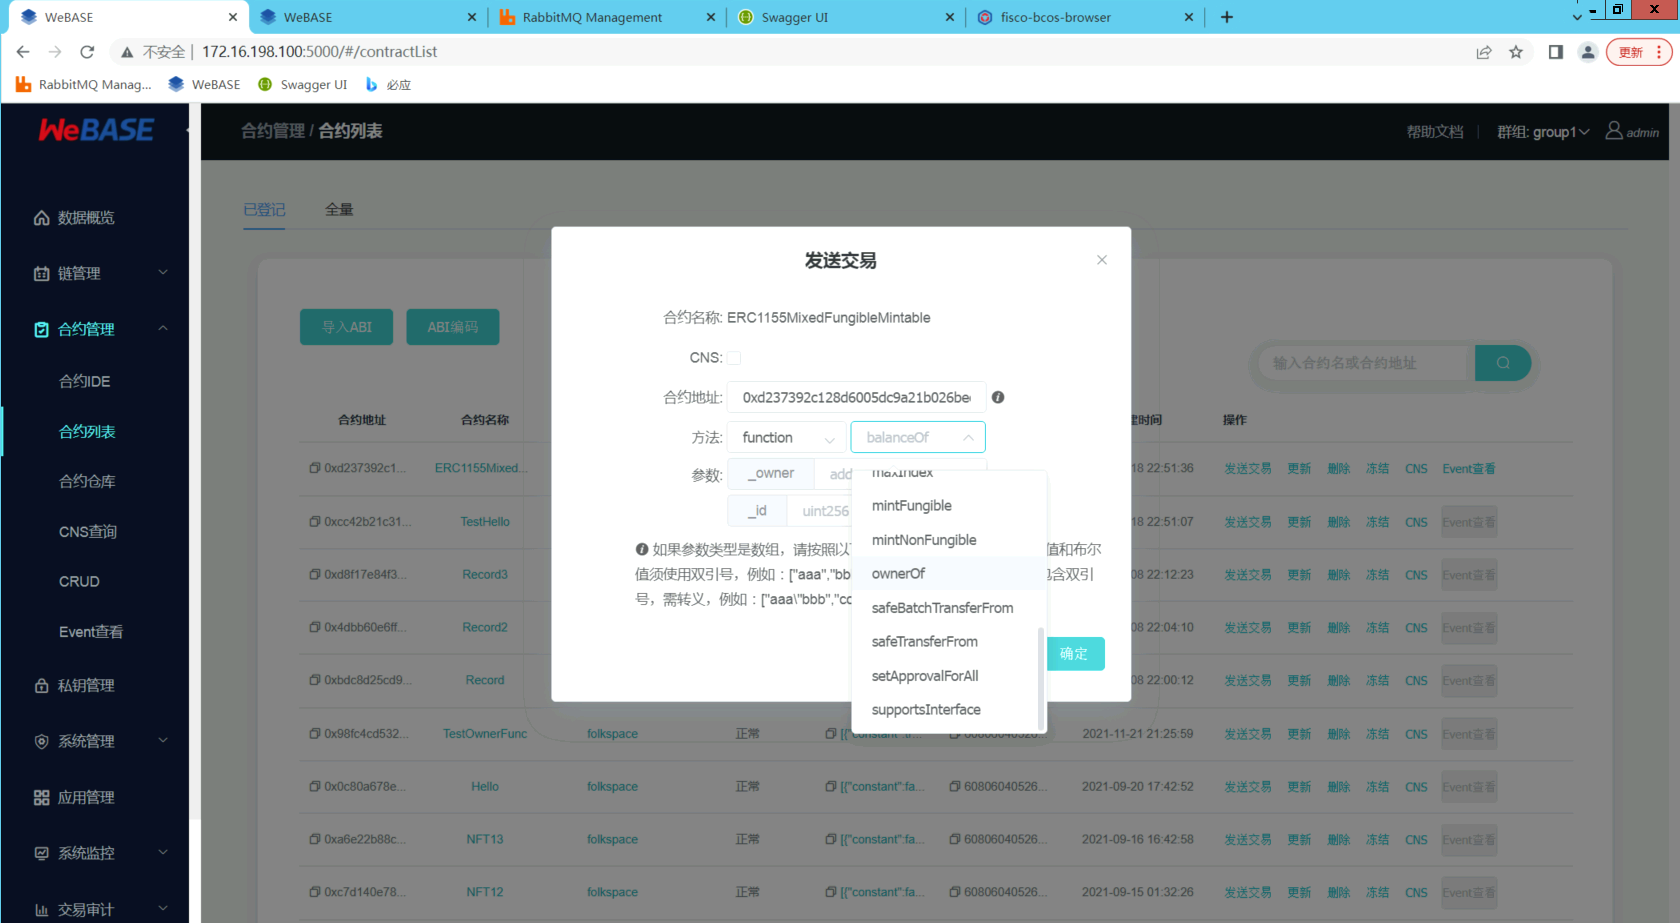 WeBASE
WeBASE
RabbitMQ Management
Swagger UI
fisco-bcos-browser
不安全
172.16.198.100:5000/#/contractList
更新
RabbitMQ Manag...
WeBASE
Swagger UI
必应
WeBASE
合约管理 / 合约列表
帮助文档
群组: group1
admin
数据概览
链管理
合约管理
合约IDE
合约列表
合约仓库
CNS查询
CRUD
Event查看
私钥管理
系统管理
应用管理
系统监控
交易审计
已登记
全量
导入ABI
ABI编码
输入合约名或合约地址
合约地址
合约名称
建时间
操作
0xd237392c1...
ERC1155Mixed...
18 22:51:36
发送交易 更新 删除 冻结 CNS Event查看
0xcc42b21c31...
TestHello
18 22:51:07
发送交易 更新 删除 冻结 CNS Event查看
0xd8f17e84f3...
Record3
08 22:12:23
发送交易 更新 删除 冻结 CNS Event查看
0x4dbb60e6ff...
Record2
08 22:04:10
发送交易 更新 删除 冻结 CNS Event查看
0xbdc8d25cd9...
Record
08 22:00:12
发送交易 更新 删除 冻结 CNS Event查看
0x98fc4cd532...
TestOwnerFunc
folkspace
正常
2021-11-21 21:25:59
发送交易 更新 删除 冻结 CNS Event查看
0x0c80a678e...
Hello
folkspace
正常
[{"constant":fa...
60806040526...
2021-09-20 17:42:52
发送交易 更新 删除 冻结 CNS Event查看
0xa6e22b88c...
NFT13
folkspace
正常
[{"constant":fa...
60806040526...
2021-09-16 16:42:58
发送交易 更新 删除 冻结 CNS Event查看
0xc7d140e78...
NFT12
folkspace
正常
[{"constant":fa...
60806040526...
2021-09-15 01:32:26
发送交易 更新 删除 冻结 CNS Event查看
发送交易
合约名称: ERC1155MixedFungibleMintable
CNS:
合约地址: 0xd237392c128d6005dc9a21b026be
方法: function balanceOf
参数: _owner add
_id uint256
如果参数类型是数组，请按照以 值和布尔
值须使用双引号，例如：["aaa","bb 包含双引
号，需转义，例如：["aaa\"bbb","cc
maxIndex
mintFungible
mintNonFungible
ownerOf
safeBatchTransferFrom
safeTransferFrom
setApprovalForAll
supportsInterface
确定